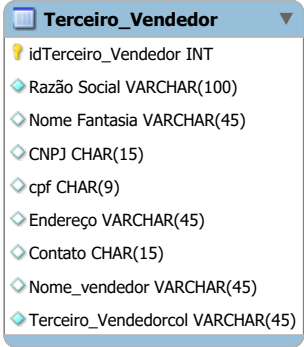 Terceiro_Vendedor
idTerceiro_Vendedor INT
Razão Social VARCHAR(100)
Nome Fantasia VARCHAR(45)
CNPJ CHAR(15)
cpf CHAR(9)
Endereço VARCHAR(45)
Contato CHAR(15)
Nome_vendedor VARCHAR(45)
Terceiro_Vendedorcol VARCHAR(45)